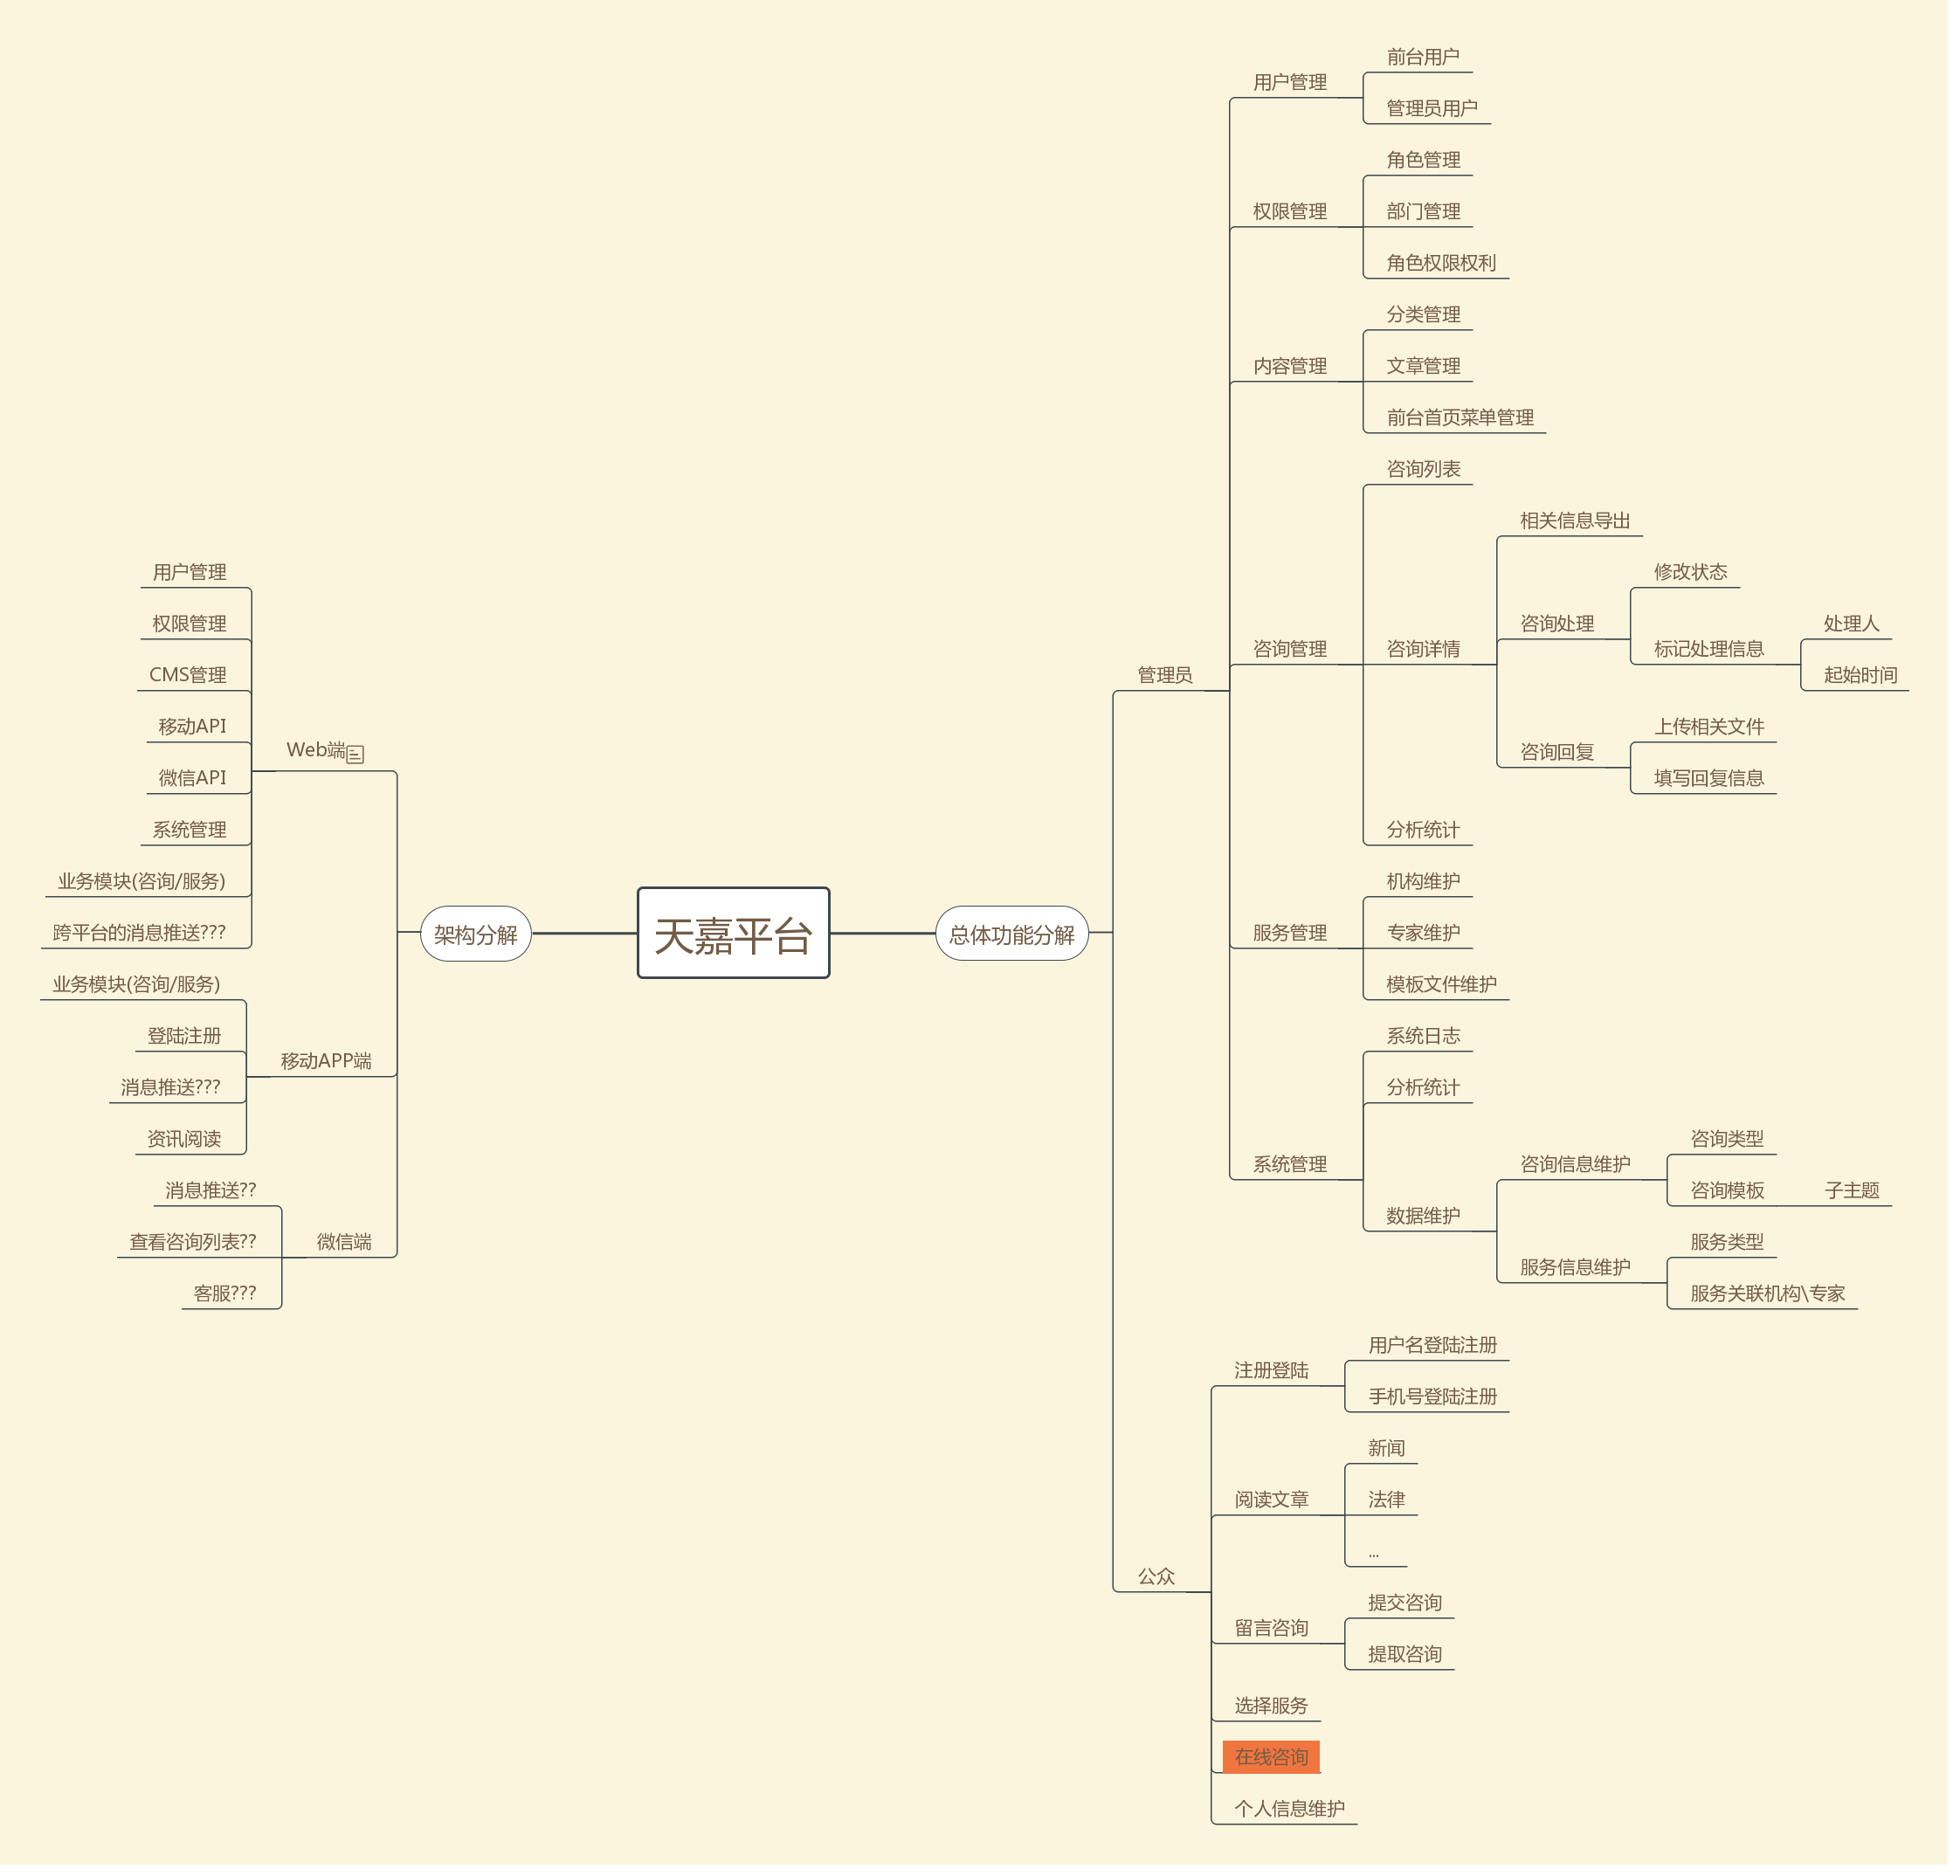 天嘉平台
架构分解
Web端
用户管理
权限管理
CMS管理
移动API
微信API
系统管理
业务模块(咨询/服务)
跨平台的消息推送???
移动APP端
业务模块(咨询/服务)
登陆注册
消息推送???
资讯阅读
微信端
消息推送??
查看咨询列表??
客服???
总体功能分解
管理员
用户管理
前台用户
管理员用户
权限管理
角色管理
部门管理
角色权限权利
内容管理
分类管理
文章管理
前台首页菜单管理
咨询管理
咨询列表
咨询详情
相关信息导出
咨询处理
修改状态
标记处理信息
处理人
起始时间
咨询回复
上传相关文件
填写回复信息
分析统计
服务管理
机构维护
专家维护
模板文件维护
系统管理
系统日志
分析统计
数据维护
咨询信息维护
咨询类型
咨询模板
子主题
服务信息维护
服务类型
服务关联机构\专家
公众
注册登陆
用户名登陆注册
手机号登陆注册
阅读文章
新闻
法律
...
留言咨询
提交咨询
提取咨询
选择服务
在线咨询
个人信息维护